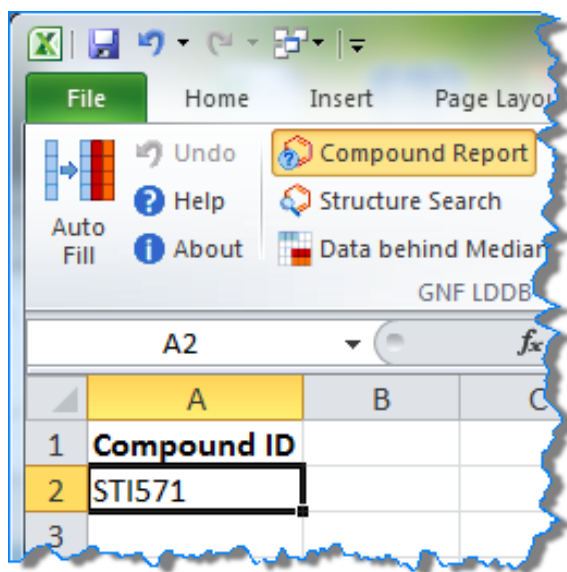 File Home Insert Page Layou
Undo Compound Report
Help Structure Search
Auto Fill
About Data behind Median
GNF LDDB
A2 fx
A B C
1 Compound ID
2 STI571
3